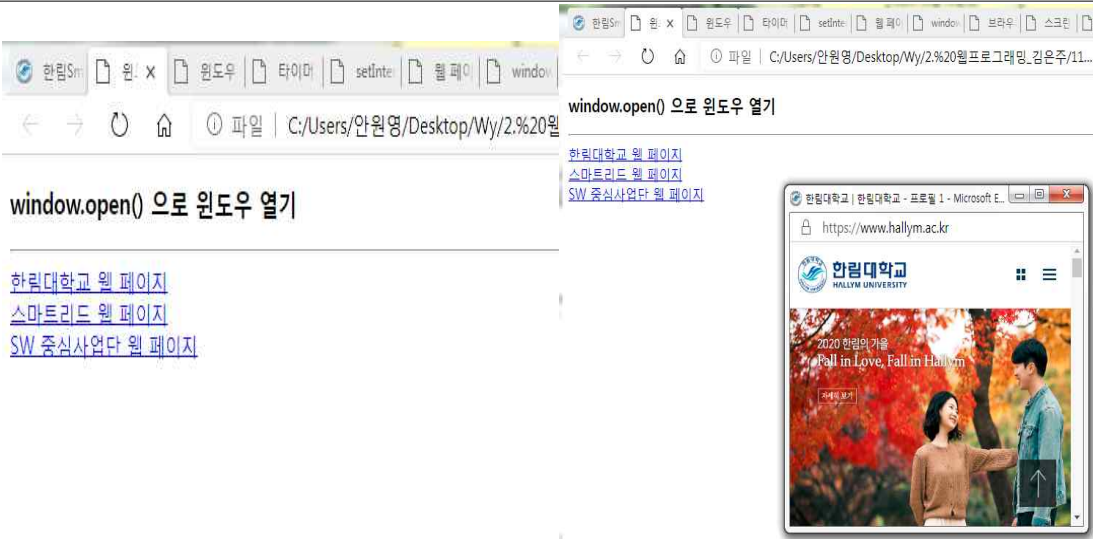 한림Sm
윈.
윈도우
타이머
setInte
웹 페이
window
파일
C:/Users/안원영/Desktop/Wy/2.%20웹
window.open() 으로 윈도우 열기
한림대학교 웹 페이지
스마트리드 웹 페이지
SW 중심사업단 웹 페이지
한림Sm
윈.
윈도우
타이머
setInte
웹 페이
window
브라우
스크린
파일
C:/Users/안원영/Desktop/Wy/2.%20웹프로그래밍_김은주/11...
window.open() 으로 윈도우 열기
한림대학교 웹 페이지
스마트리드 웹 페이지
SW 중심사업단 웹 페이지
한림대학교 | 한림대학교 - 프로필 1 - Microsoft E...
https://www.hallym.ac.kr
한림대학교
HALLYM UNIVERSITY
2020 한림의 가을
Fall in Love, Fall in Hallym
자세히 보기